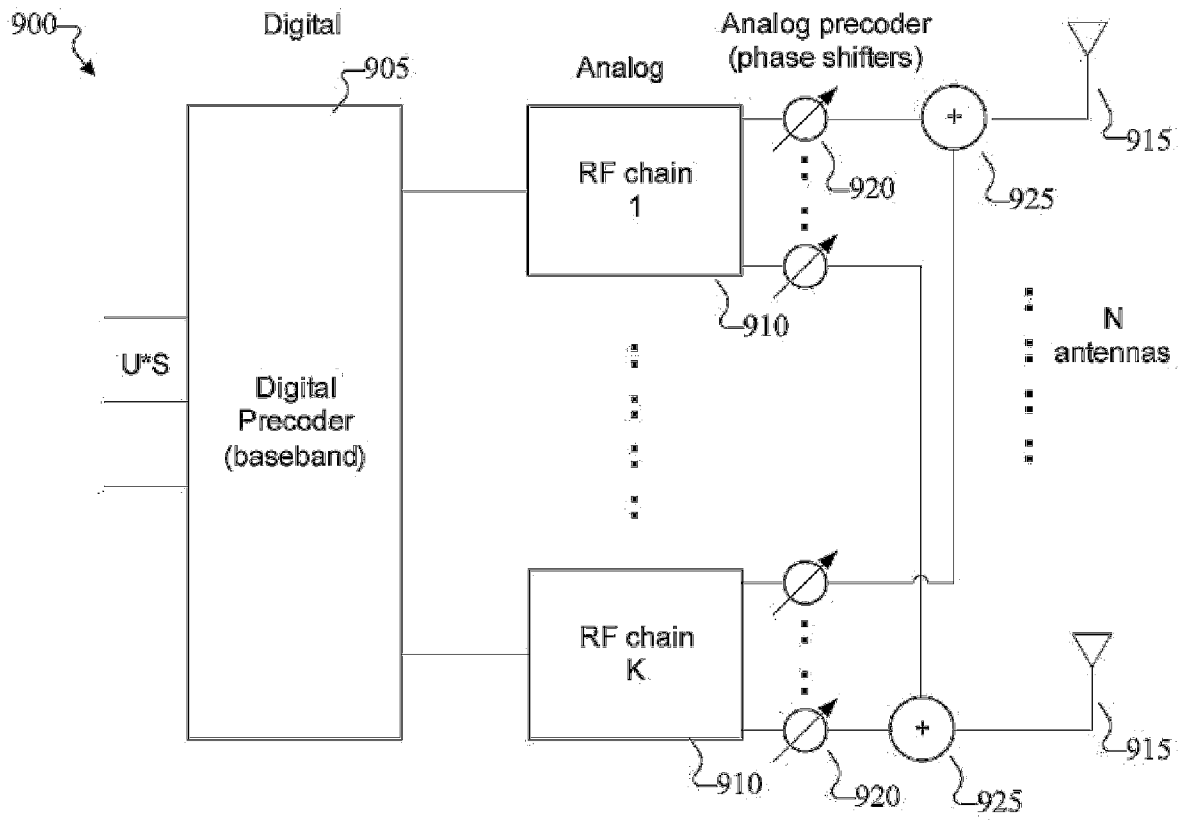 900
Digital
Analog precoder
(phase shifters)
905
Analog
RF chain
1
+
915
920
925
910
N
antennas
U*S
Digital
Precoder
(baseband)
RF chain
K
+
915
910
920
925